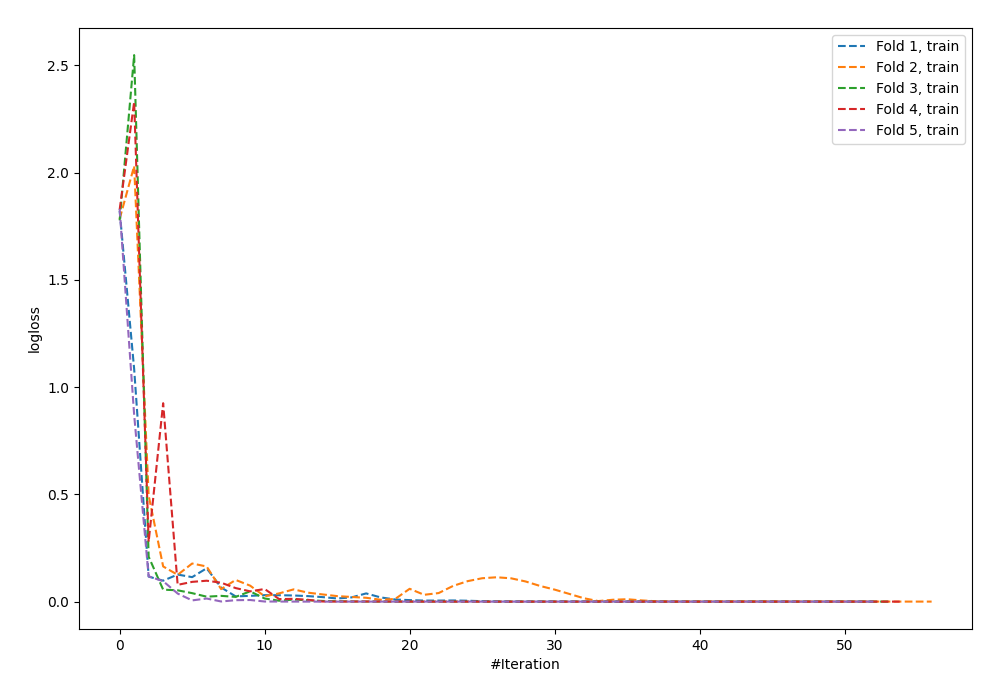 Fold 1, train
Fold 2, train
Fold 3, train
Fold 4, train
Fold 5, train
2.5
2.0
1.5
1.0
0.5
0.0
logloss
0 10 20 30 40 50
#Iteration